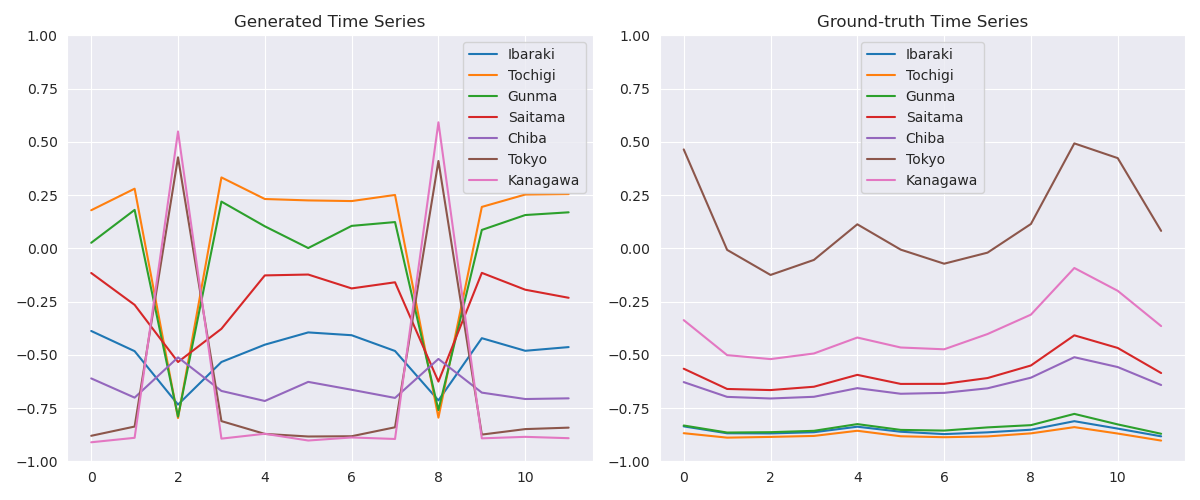 Generated Time Series
1.00
0.75
0.50
0.25
0.00
−0.25
−0.50
−0.75
−1.00
0 2 4 6 8 10
Ibaraki
Tochigi
Gunma
Saitama
Chiba
Tokyo
Kanagawa
Ground-truth Time Series
1.00
0.75
0.50
0.25
0.00
−0.25
−0.50
−0.75
−1.00
0 2 4 6 8 10
Ibaraki
Tochigi
Gunma
Saitama
Chiba
Tokyo
Kanagawa